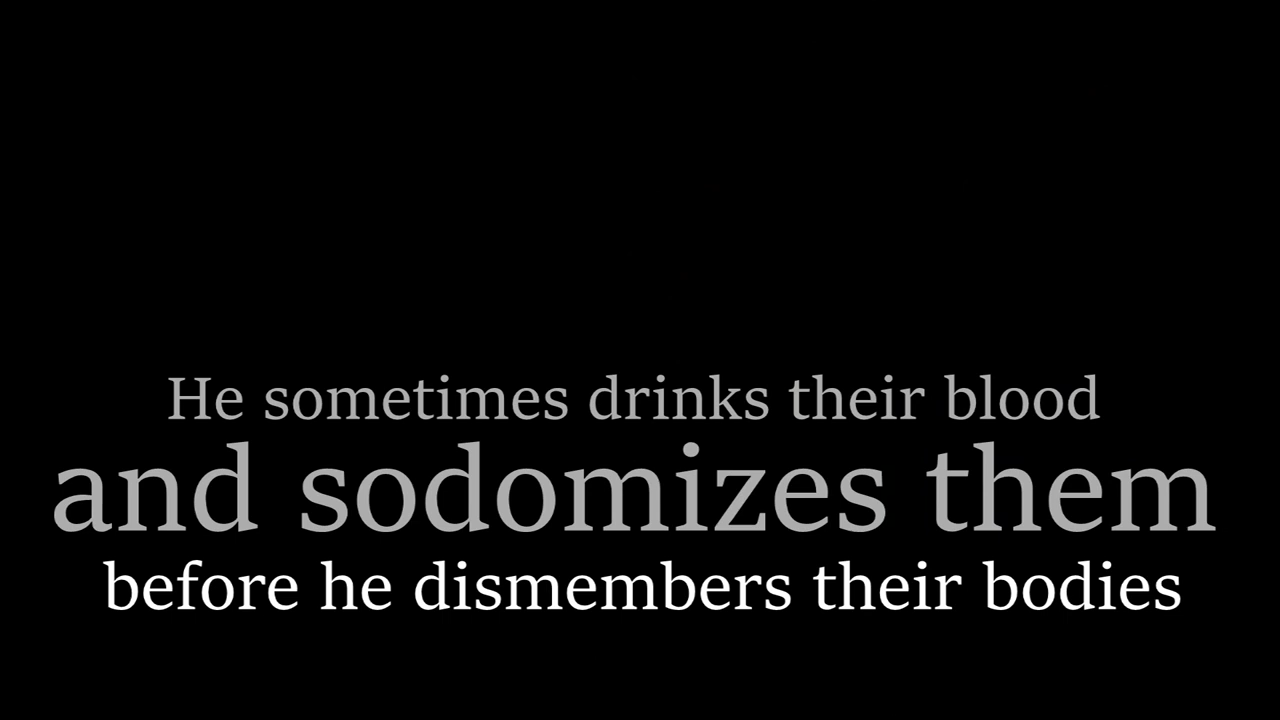 He sometimes drinks their blood
and sodomizes them
before he dismembers their bodies